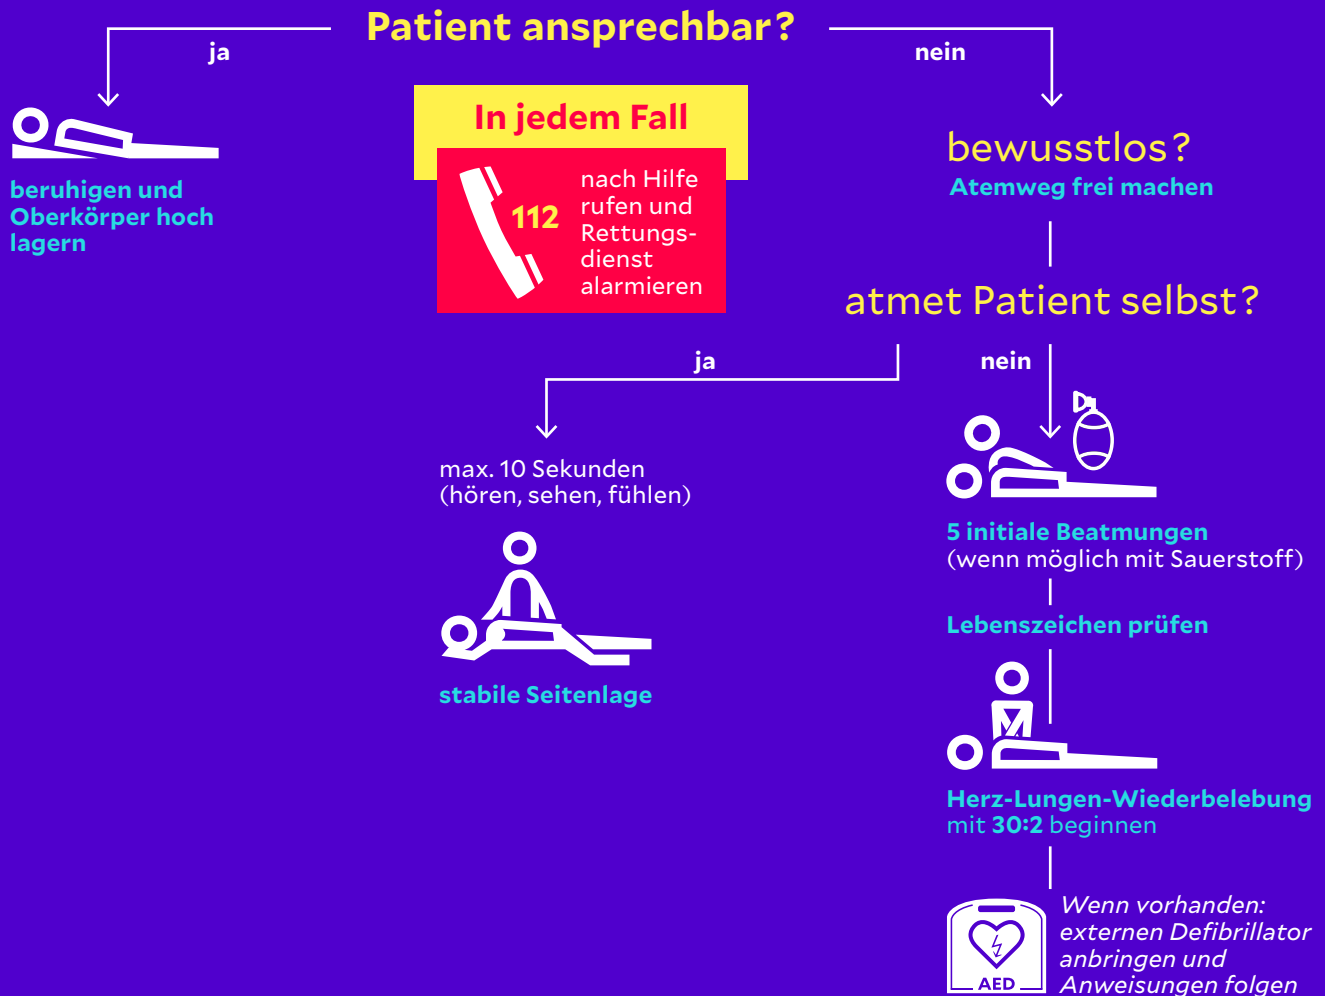 Patient ansprechbar?
ja
nein
In jedem Fall
112
nach Hilfe
rufen und
Rettungs-
dienst
alarmieren
beruhigen und
Oberkörper hoch
lagern
bewusstlos?
Atemweg frei machen
atmet Patient selbst?
ja
nein
max. 10 Sekunden
(hören, sehen, fühlen)
stabile Seitenlage
5 initiale Beatmungen
(wenn möglich mit Sauerstoff)
Lebenszeichen prüfen
Herz-Lungen-Wiederbelebung
mit 30:2 beginnen
AED
Wenn vorhanden:
externen Defibrillator
anbringen und
Anweisungen folgen